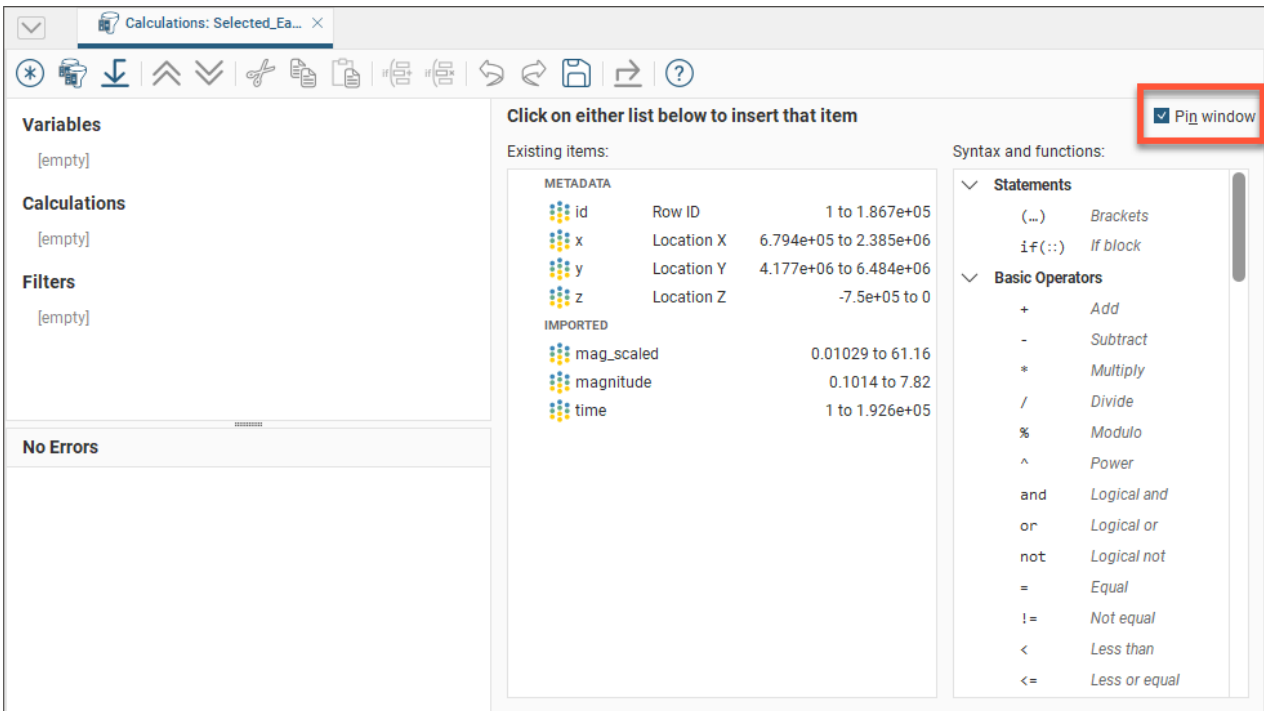 Calculations: Selected_Ea...
Variables
[empty]
Calculations
[empty]
Filters
[empty]
No Errors
Click on either list below to insert that item
Pin window
Existing items:
METADATA
id Row ID 1 to 1.867e+05
x Location X 6.794e+05 to 2.385e+06
y Location Y 4.177e+06 to 6.484e+06
z Location Z -7.5e+05 to 0
IMPORTED
mag_scaled 0.01029 to 61.16
magnitude 0.1014 to 7.82
time 1 to 1.926e+05
Syntax and functions:
Statements
(…) Brackets
if(::) If block
Basic Operators
+ Add
- Subtract
* Multiply
/ Divide
% Modulo
^ Power
and Logical and
or Logical or
not Logical not
= Equal
!= Not equal
< Less than
<= Less or equal